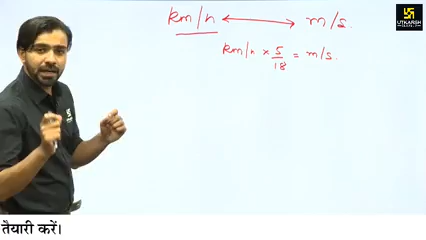 km/h ⟷ m/s.
km/h × 5/18 = m/s.
UTKARSH
तैयारी करें।